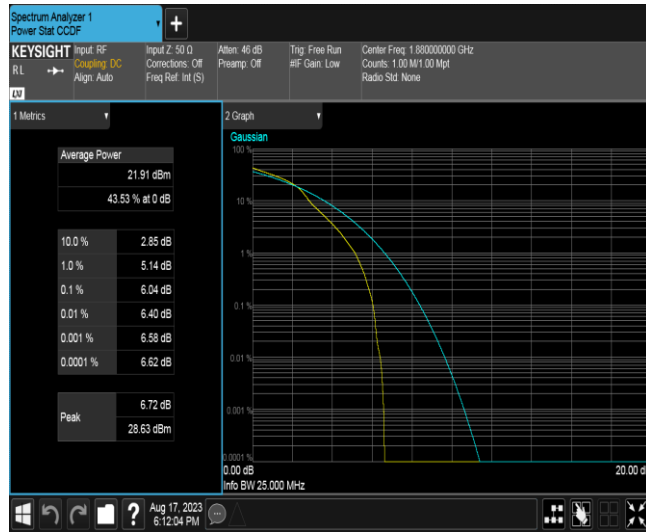 Spectrum Analyzer 1
Power Stat CCDF
+
KEYSIGHT
R L
LXI
Input: RF
Coupling: DC
Align: Auto
Input Z: 50 Ω
Corrections: Off
Freq Ref: Int (S)
Atten: 46 dB
Preamp: Off
Trig: Free Run
#IF Gain: Low
Center Freq: 1.880000000 GHz
Counts: 1.00 M/1.00 Mpt
Radio Std: None
1 Metrics
Average Power
21.91 dBm
43.53 % at 0 dB
10.0 % 2.85 dB
1.0 % 5.14 dB
0.1 % 6.04 dB
0.01 % 6.40 dB
0.001 % 6.58 dB
0.0001 % 6.62 dB
Peak
6.72 dB
28.63 dBm
2 Graph
Gaussian
100 %
10 %
1 %
0.1 %
0.01 %
0.001 %
0.0001 %
0.00 dB
20.00 d
Info BW 25.000 MHz
?
Aug 17, 2023
6:12:04 PM